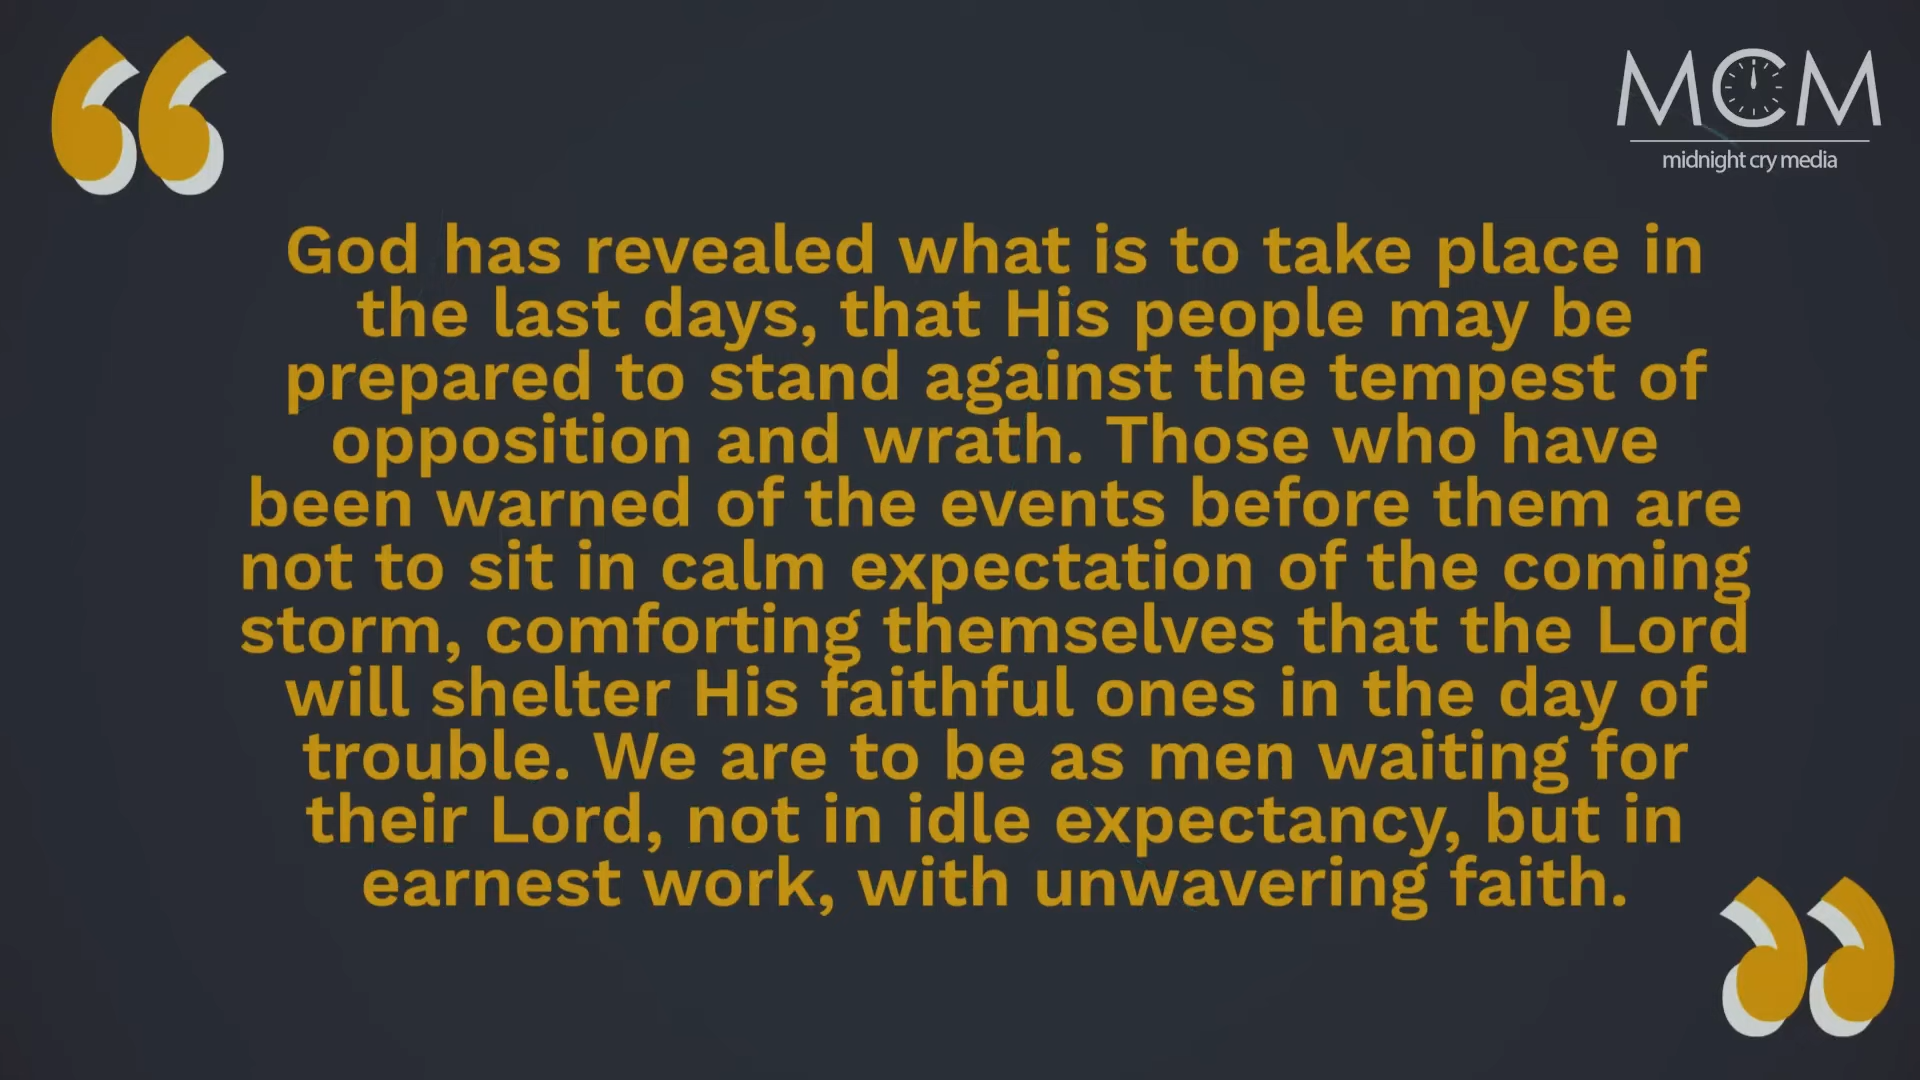 MCM
midnight cry media
God has revealed what is to take place in
the last days, that His people may be
prepared to stand against the tempest of
opposition and wrath. Those who have
been warned of the events before them are
not to sit in calm expectation of the coming
storm, comforting themselves that the Lord
will shelter His faithful ones in the day of
trouble. We are to be as men waiting for
their Lord, not in idle expectancy, but in
earnest work, with unwavering faith.